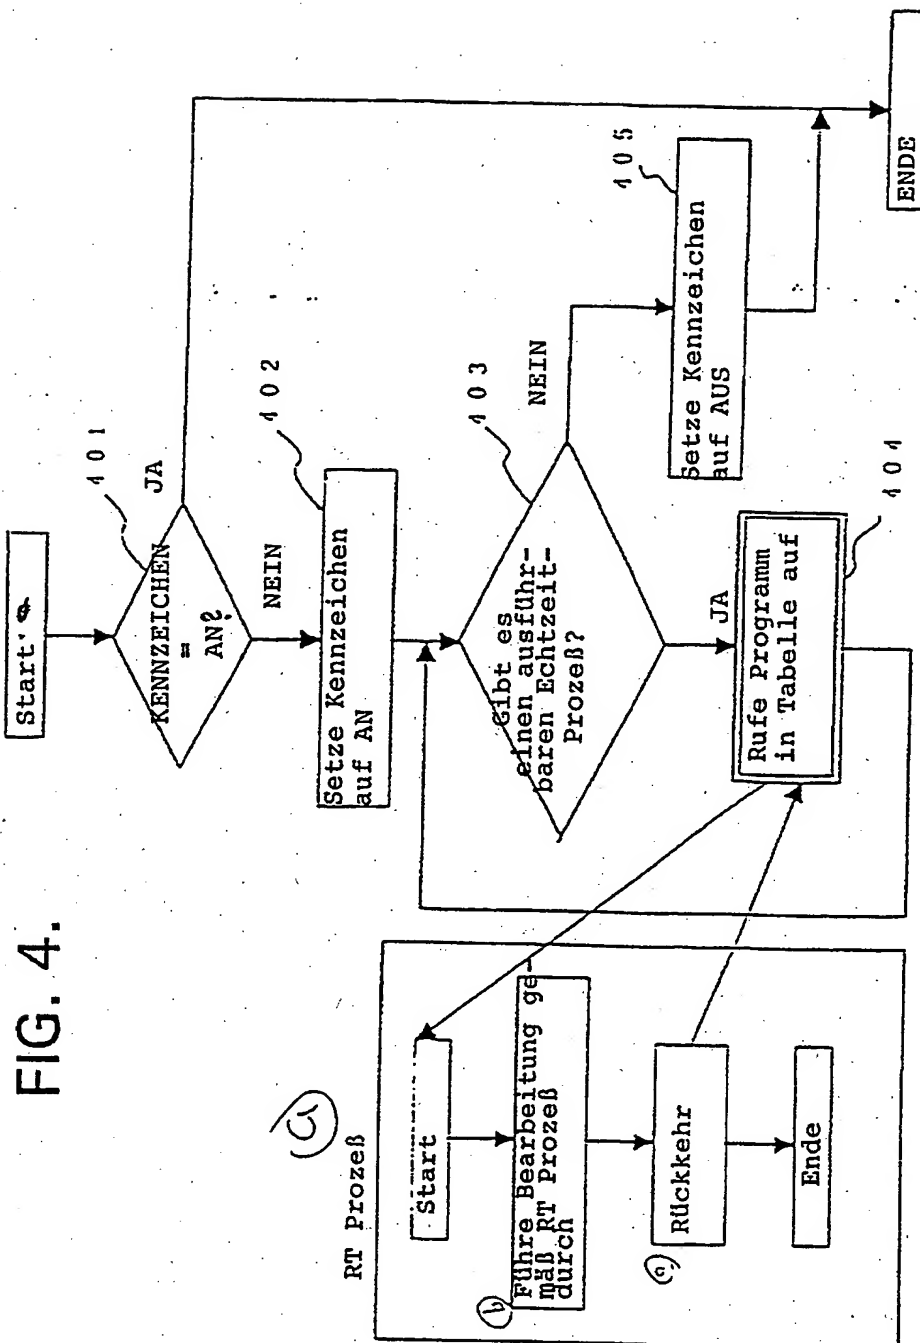 FIG. 4.
Start
KENNZEICHEN
=
AN?
401
JA
NEIN
402
Setze Kennzeichen
auf AN
403
Gibt es
einen ausführ-
baren Echtzeit-
Prozeß?
NEIN
JA
405
Setze Kennzeichen
auf AUS
404
Rufe Programm
in Tabelle auf
ENDE
RT Prozeß
a
Start
b
Führe Bearbeitung ge-
mäß RT Prozeß
durch
c
Rückkehr
Ende